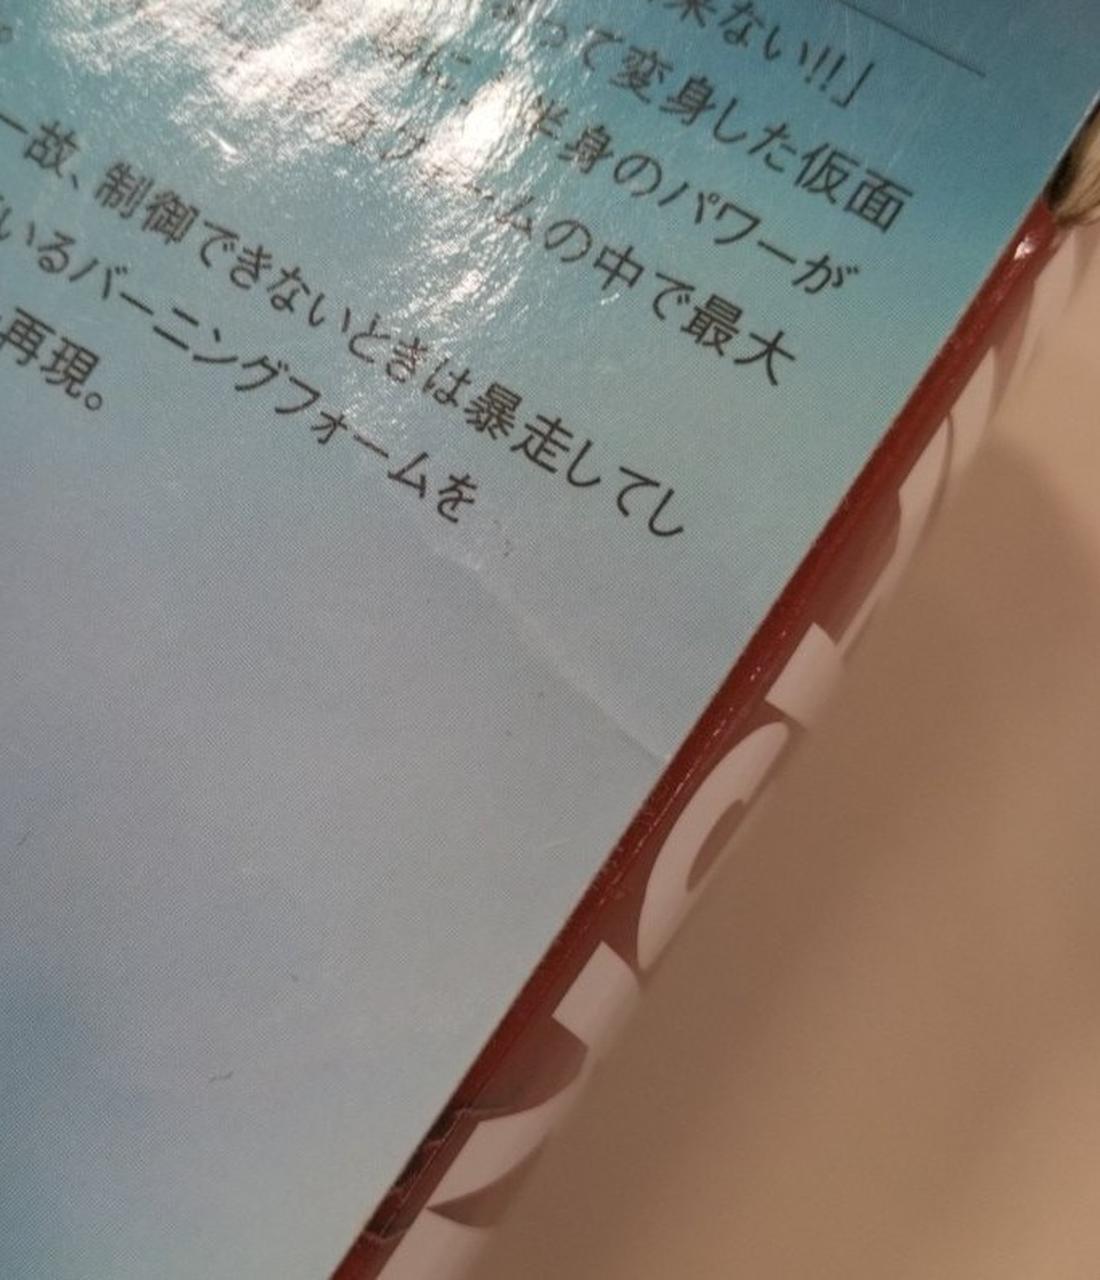 来ない!!」
って変身した仮面
半身のパワーが
ームの中で最大
一故、制御できないときは暴走してし
いるバーニングフォームを
再現。